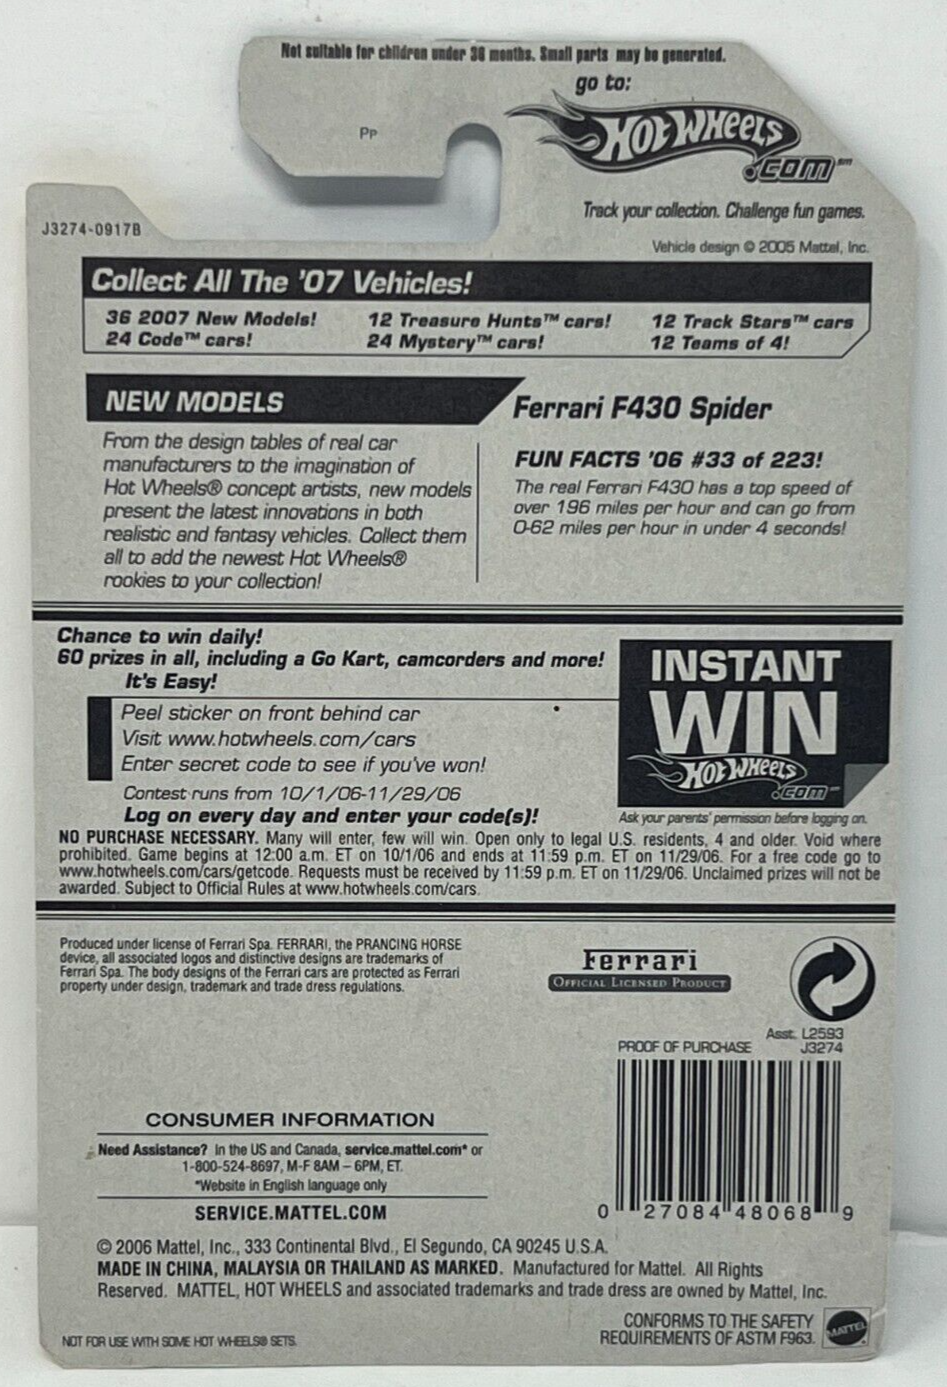 Not suitable for children under 36 months. Small parts may be generated.
go to:
Pp
Hot Wheels
.com℠
Track your collection. Challenge fun games.
J3274-0917B
Vehicle design © 2005 Mattel, Inc.
Collect All The '07 Vehicles!
36 2007 New Models! 12 Treasure Hunts™ cars! 12 Track Stars™ cars
24 Code™ cars! 24 Mystery™ cars! 12 Teams of 4!
NEW MODELS
From the design tables of real car
manufacturers to the imagination of
Hot Wheels® concept artists, new models
present the latest innovations in both
realistic and fantasy vehicles. Collect them
all to add the newest Hot Wheels®
rookies to your collection!
Ferrari F430 Spider
FUN FACTS '06 #33 of 223!
The real Ferrari F430 has a top speed of
over 196 miles per hour and can go from
0-62 miles per hour in under 4 seconds!
Chance to win daily!
60 prizes in all, including a Go Kart, camcorders and more!
It's Easy!
Peel sticker on front behind car
Visit www.hotwheels.com/cars
Enter secret code to see if you've won!
Contest runs from 10/1/06-11/29/06
Log on every day and enter your code(s)!
INSTANT
WIN
Hot Wheels
.com℠
Ask your parents' permission before logging on.
NO PURCHASE NECESSARY. Many will enter, few will win. Open only to legal U.S. residents, 4 and older. Void where
prohibited. Game begins at 12:00 a.m. ET on 10/1/06 and ends at 11:59 p.m. ET on 11/29/06. For a free code go to
www.hotwheels.com/cars/getcode. Requests must be received by 11:59 p.m. ET on 11/29/06. Unclaimed prizes will not be
awarded. Subject to Official Rules at www.hotwheels.com/cars.
Produced under license of Ferrari Spa. FERRARI, the PRANCING HORSE
device, all associated logos and distinctive designs are trademarks of
Ferrari Spa. The body designs of the Ferrari cars are protected as Ferrari
property under design, trademark and trade dress regulations.
Ferrari
OFFICIAL LICENSED PRODUCT
Asst. L2593
PROOF OF PURCHASE J3274
0 27084 48068 9
CONSUMER INFORMATION
Need Assistance? In the US and Canada, service.mattel.com* or
1-800-524-8697, M-F 8AM – 6PM, ET.
*Website in English language only
SERVICE.MATTEL.COM
© 2006 Mattel, Inc., 333 Continental Blvd., El Segundo, CA 90245 U.S.A.
MADE IN CHINA, MALAYSIA OR THAILAND AS MARKED. Manufactured for Mattel. All Rights
Reserved. MATTEL, HOT WHEELS and associated trademarks and trade dress are owned by Mattel, Inc.
CONFORMS TO THE SAFETY
REQUIREMENTS OF ASTM F963.
MATTEL
NOT FOR USE WITH SOME HOT WHEELS® SETS.